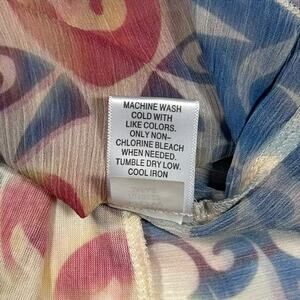 MACHINE WASH
COLD WITH
LIKE COLORS.
ONLY NON-
CHLORINE BLEACH
WHEN NEEDED.
TUMBLE DRY LOW.
COOL IRON